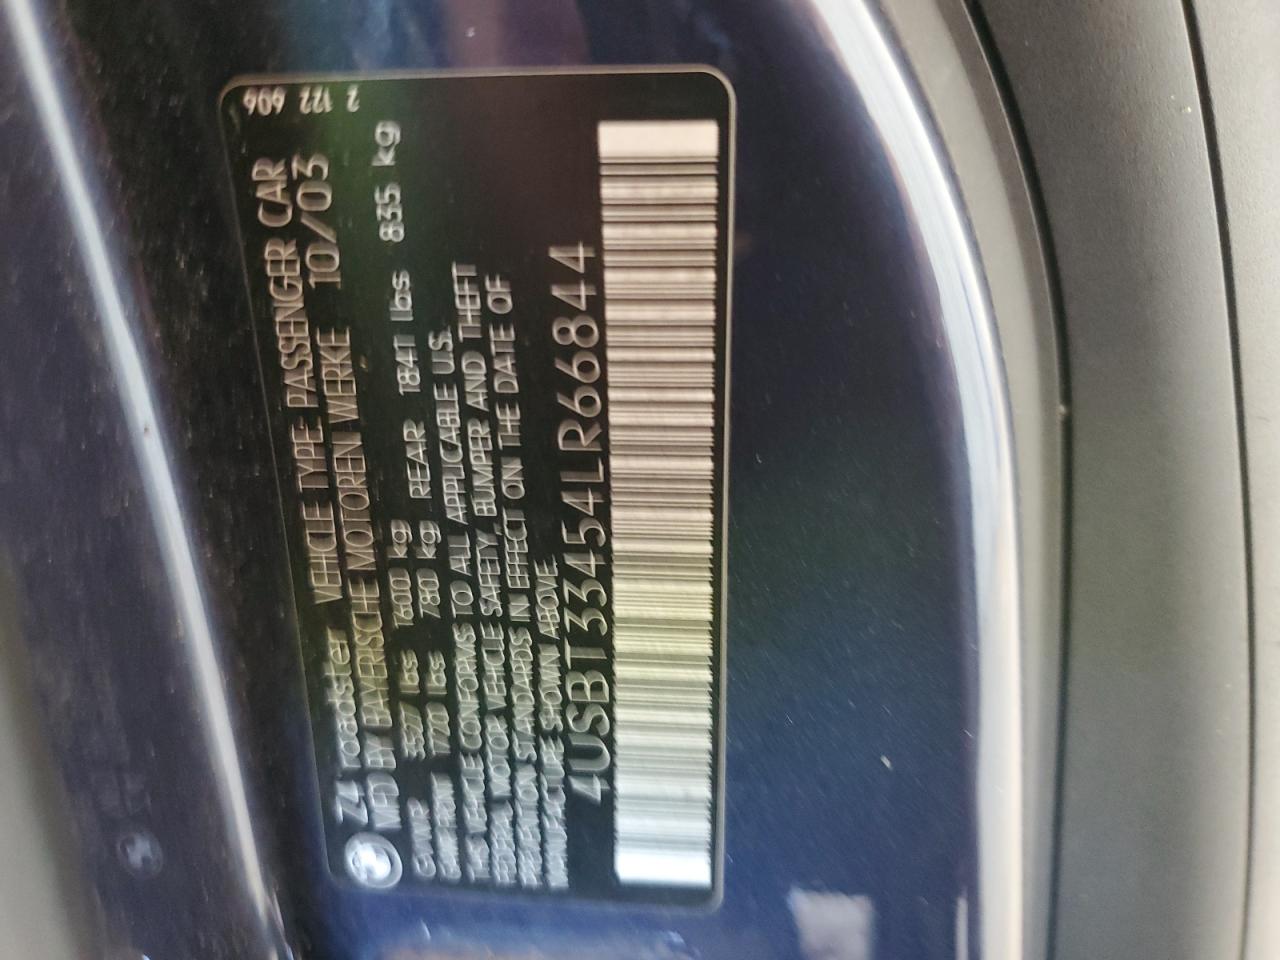 Z4 roadster VEHICLE TYPE PASSENGER CAR
MFD BY BAYERISCHE MOTOREN WERKE 10/03
GVWR 3527 lbs 1600 kg
1720 lbs 780 kg REAR 1841 lbs 835 kg
THIS VEHICLE CONFORMS TO ALL APPLICABLE U.S.
FEDERAL MOTOR VEHICLE SAFETY, BUMPER AND THEFT
PREVENTION STANDARDS IN EFFECT ON THE DATE OF
MANUFACTURE SHOWN ABOVE.
4USBT33454LR66844
2 122 606